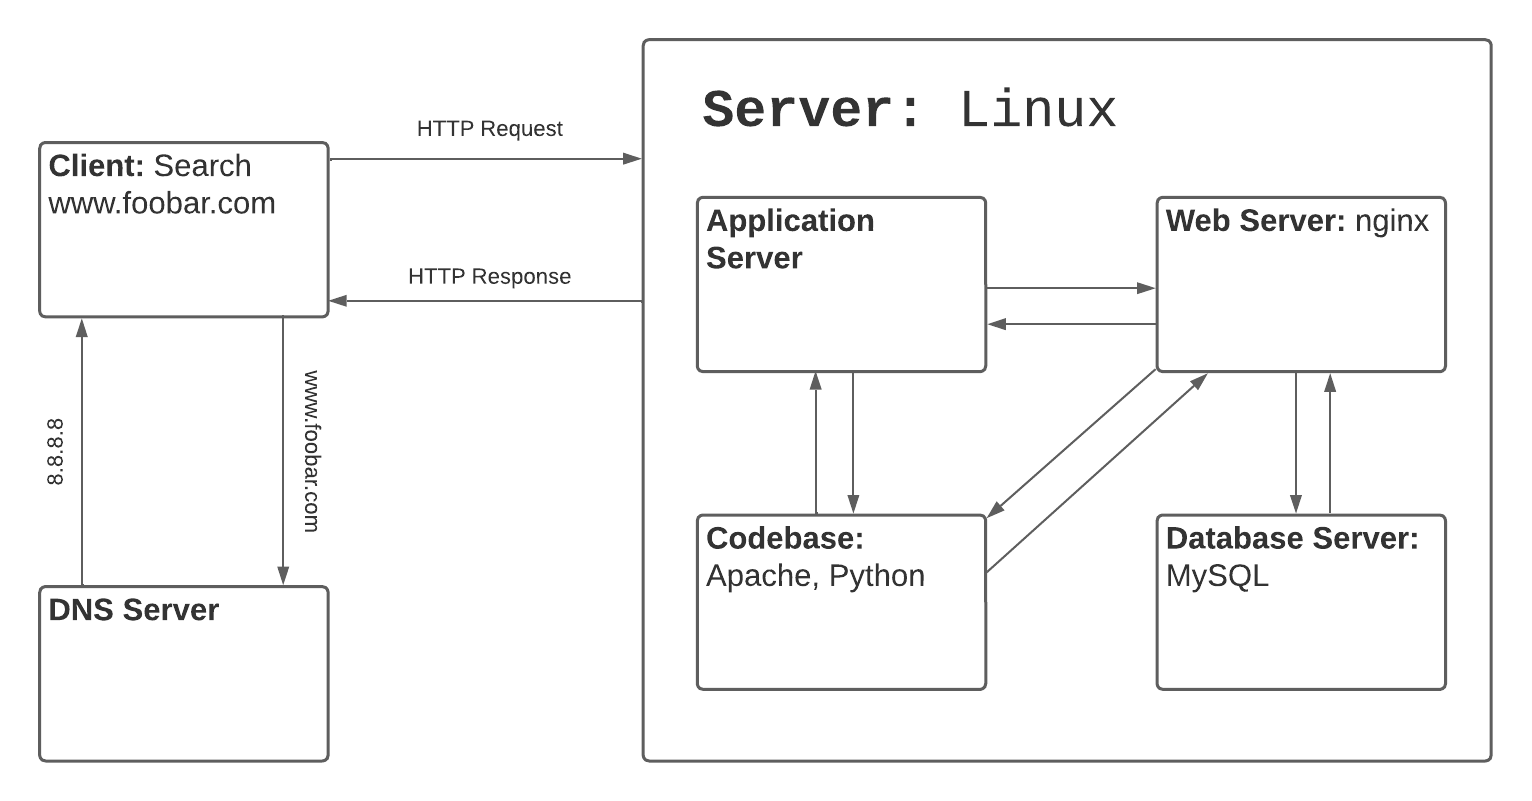 Server: Linux
HTTP Request
Client: Search
www.foobar.com
HTTP Response
Application
Server
Web Server: nginx
8.8.8.8
www.foobar.com
Codebase:
Apache, Python
Database Server:
MySQL
DNS Server